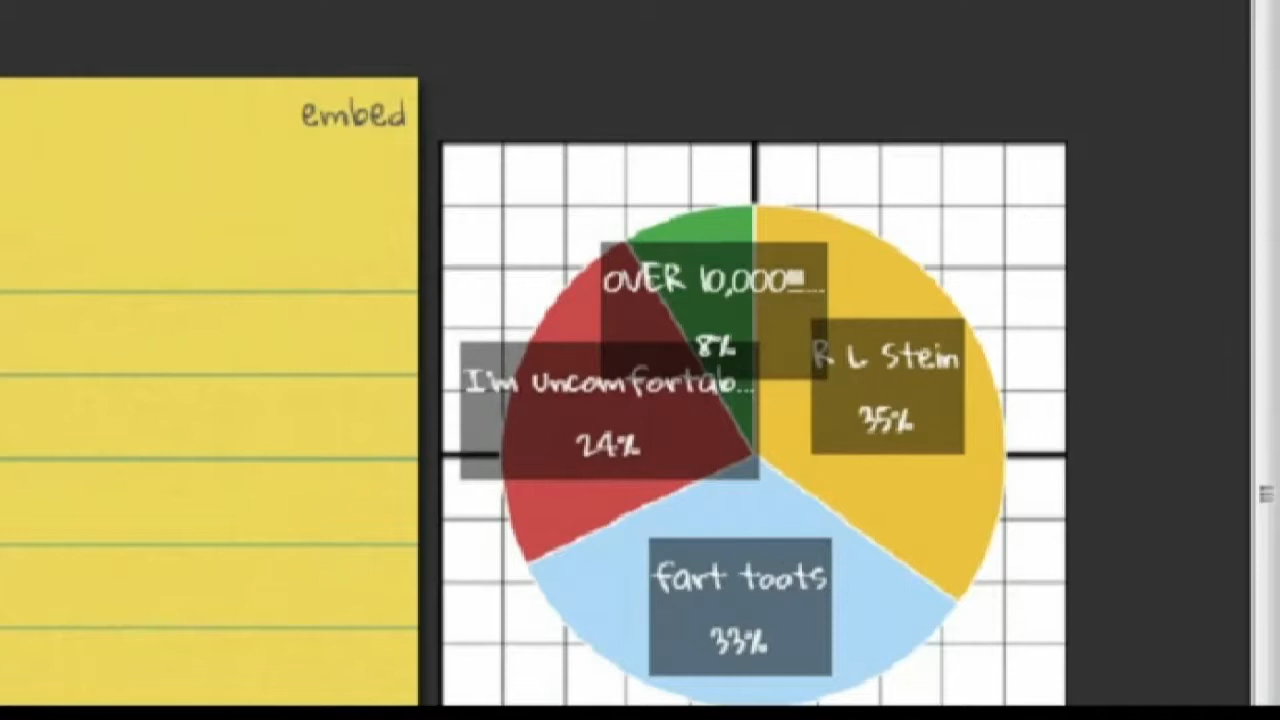 embed
OVER 10,000!!!...
8%
R L Stein
35%
I'm Uncomfortab...
24%
fart toots
33%